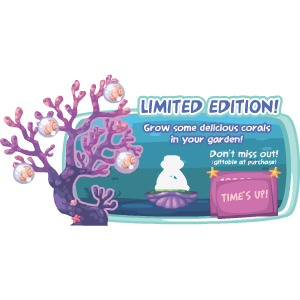 LIMITED EDITION!
Grow some delicious corals
in your garden!
Don't miss out!
(giftable at purchase)
TIME'S UP!